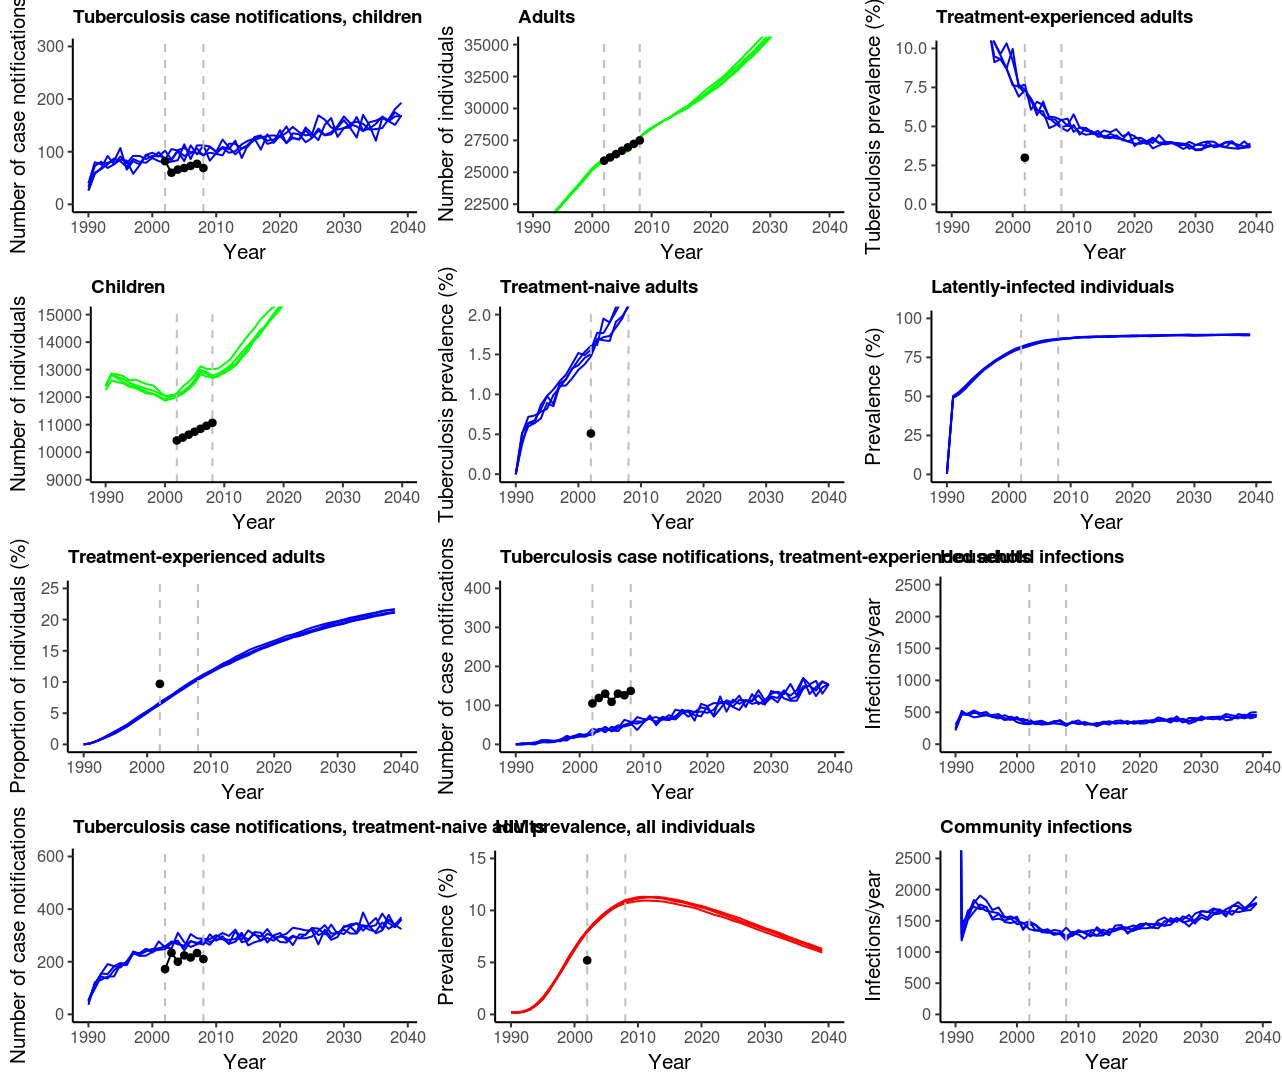 Tuberculosis case notifications, children
Number of case notifications
300
200
100
0
1990 2000 2010 2020 2030 2040
Year
Adults
Number of individuals
35000
32500
30000
27500
25000
22500
1990 2000 2010 2020 2030 2040
Year
Treatment-experienced adults
Tuberculosis prevalence (%)
10.0
7.5
5.0
2.5
0.0
1990 2000 2010 2020 2030 2040
Year
Children
Number of individuals
15000
14000
13000
12000
11000
10000
9000
1990 2000 2010 2020 2030 2040
Year
Treatment-naive adults
Tuberculosis prevalence (%)
2.0
1.5
1.0
0.5
0.0
1990 2000 2010 2020 2030 2040
Year
Latently-infected individuals
Prevalence (%)
100
75
50
25
0
1990 2000 2010 2020 2030 2040
Year
Treatment-experienced adults
Proportion of individuals (%)
25
20
15
10
5
0
1990 2000 2010 2020 2030 2040
Year
Tuberculosis case notifications, treatment-experienced adults
Number of case notifications
400
300
200
100
0
1990 2000 2010 2020 2030 2040
Year
Household infections
Infections/year
2500
2000
1500
1000
500
0
1990 2000 2010 2020 2030 2040
Year
Tuberculosis case notifications, treatment-naive adults
Number of case notifications
600
400
200
0
1990 2000 2010 2020 2030 2040
Year
HIV prevalence, all individuals
Prevalence (%)
15
10
5
0
1990 2000 2010 2020 2030 2040
Year
Community infections
Infections/year
2500
2000
1500
1000
500
0
1990 2000 2010 2020 2030 2040
Year